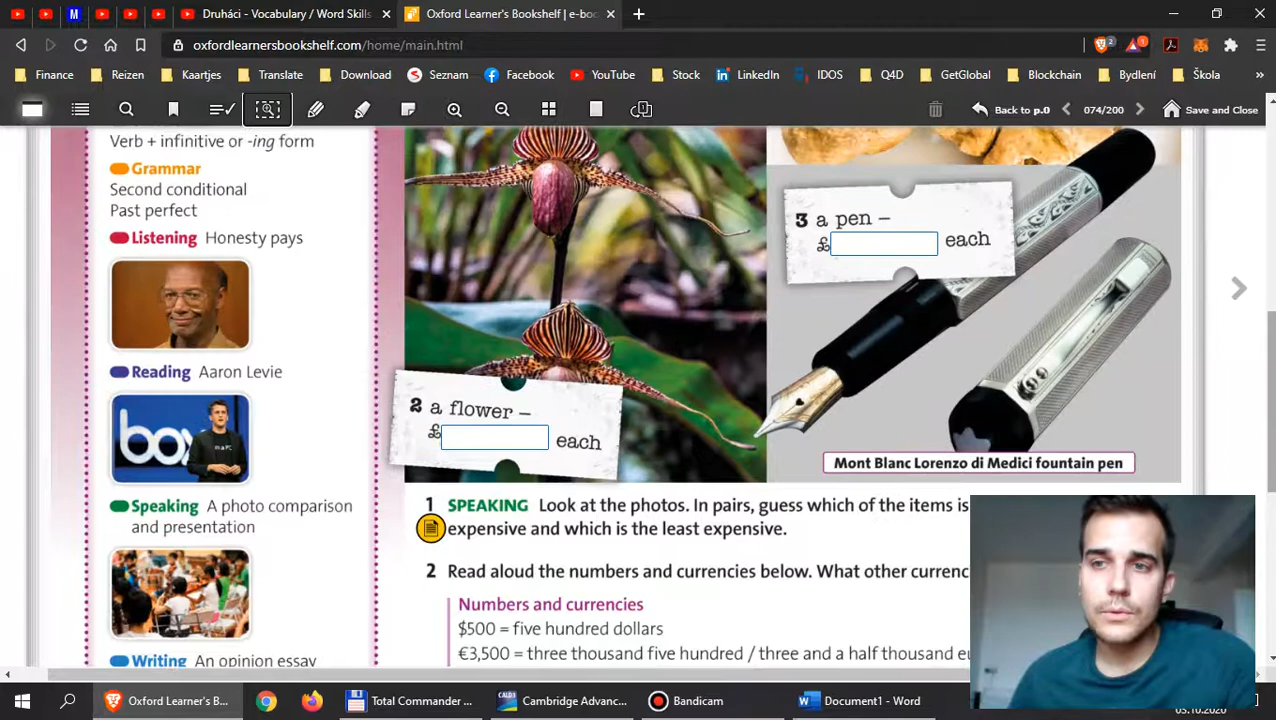 Druháci - Vocabulary / Word Skills
Oxford Learner's Bookshelf | e-boo
oxfordlearnersbookshelf.com/home/main.html
2
1
Finance
Reizen
Kaartjes
Translate
Download
Seznam
Facebook
YouTube
Stock
LinkedIn
IDOS
Q4D
GetGlobal
Blockchain
Bydlení
Škola
Back to p.0
074/200
Save and Close
Verb + infinitive or -ing form
Grammar
Second conditional
Past perfect
Listening Honesty pays
Reading Aaron Levie
box
Speaking A photo comparison
and presentation
Writing An opinion essay
3 a pen –
£ each
2 a flower –
£ each
Mont Blanc Lorenzo di Medici fountain pen
1 SPEAKING Look at the photos. In pairs, guess which of the items is
expensive and which is the least expensive.
2 Read aloud the numbers and currencies below. What other currenc
Numbers and currencies
$500 = five hundred dollars
€3,500 = three thousand five hundred / three and a half thousand eu
Oxford Learner's B...
Total Commander ...
Cambridge Advanc...
Bandicam
Document1 - Word
05.10.2020